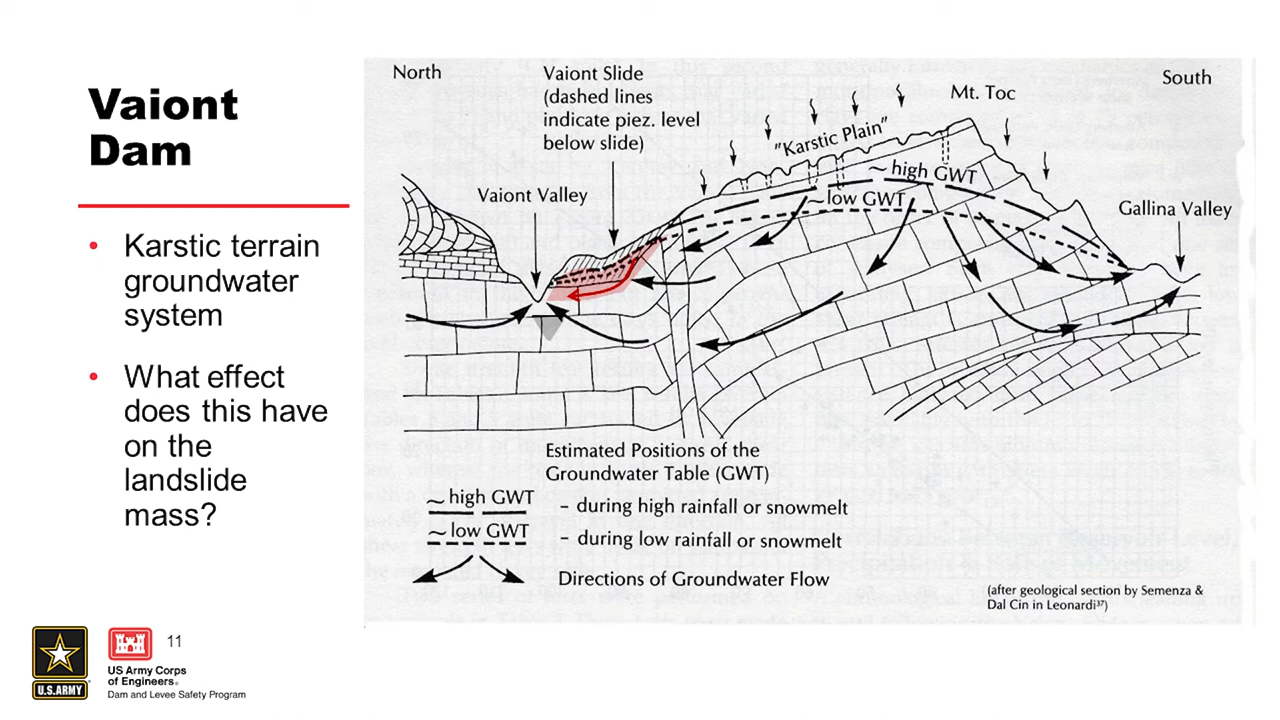 Vaiont
Dam
• Karstic terrain
groundwater
system
• What effect
does this have
on the
landslide
mass?
North
Vaiont Slide
(dashed lines
indicate piez. level
below slide)
South
Mt. Toc
"Karstic Plain"
~ high GWT
~ low GWT
Vaiont Valley
Gallina Valley
Estimated Positions of the
Groundwater Table (GWT)
~ high GWT
– during high rainfall or snowmelt
~ low GWT
– during low rainfall or snowmelt
Directions of Groundwater Flow
(after geological section by Semenza &
Dal Cin in Leonardi³⁷)
U.S.ARMY
11
US Army Corps
of Engineers®
Dam and Levee Safety Program